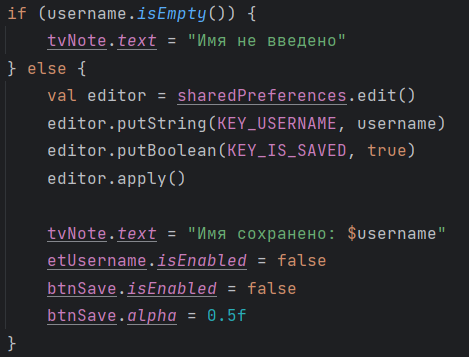 if (username.isEmpty()) {
    tvNote.text = "Имя не введено"
} else {
    val editor = sharedPreferences.edit()
    editor.putString(KEY_USERNAME, username)
    editor.putBoolean(KEY_IS_SAVED, true)
    editor.apply()

    tvNote.text = "Имя сохранено: $username"
    etUsername.isEnabled = false
    btnSave.isEnabled = false
    btnSave.alpha = 0.5f
}